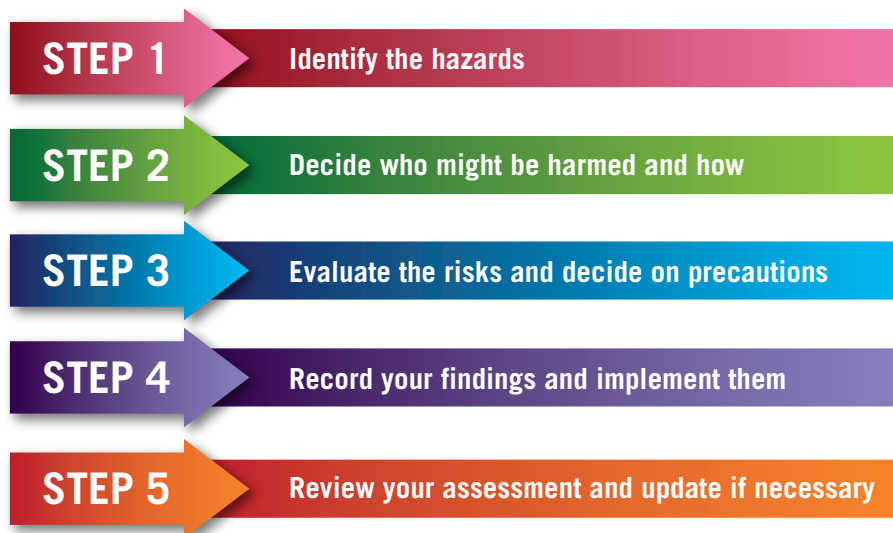 STEP 1 Identify the hazards
STEP 2 Decide who might be harmed and how
STEP 3 Evaluate the risks and decide on precautions
STEP 4 Record your findings and implement them
STEP 5 Review your assessment and update if necessary